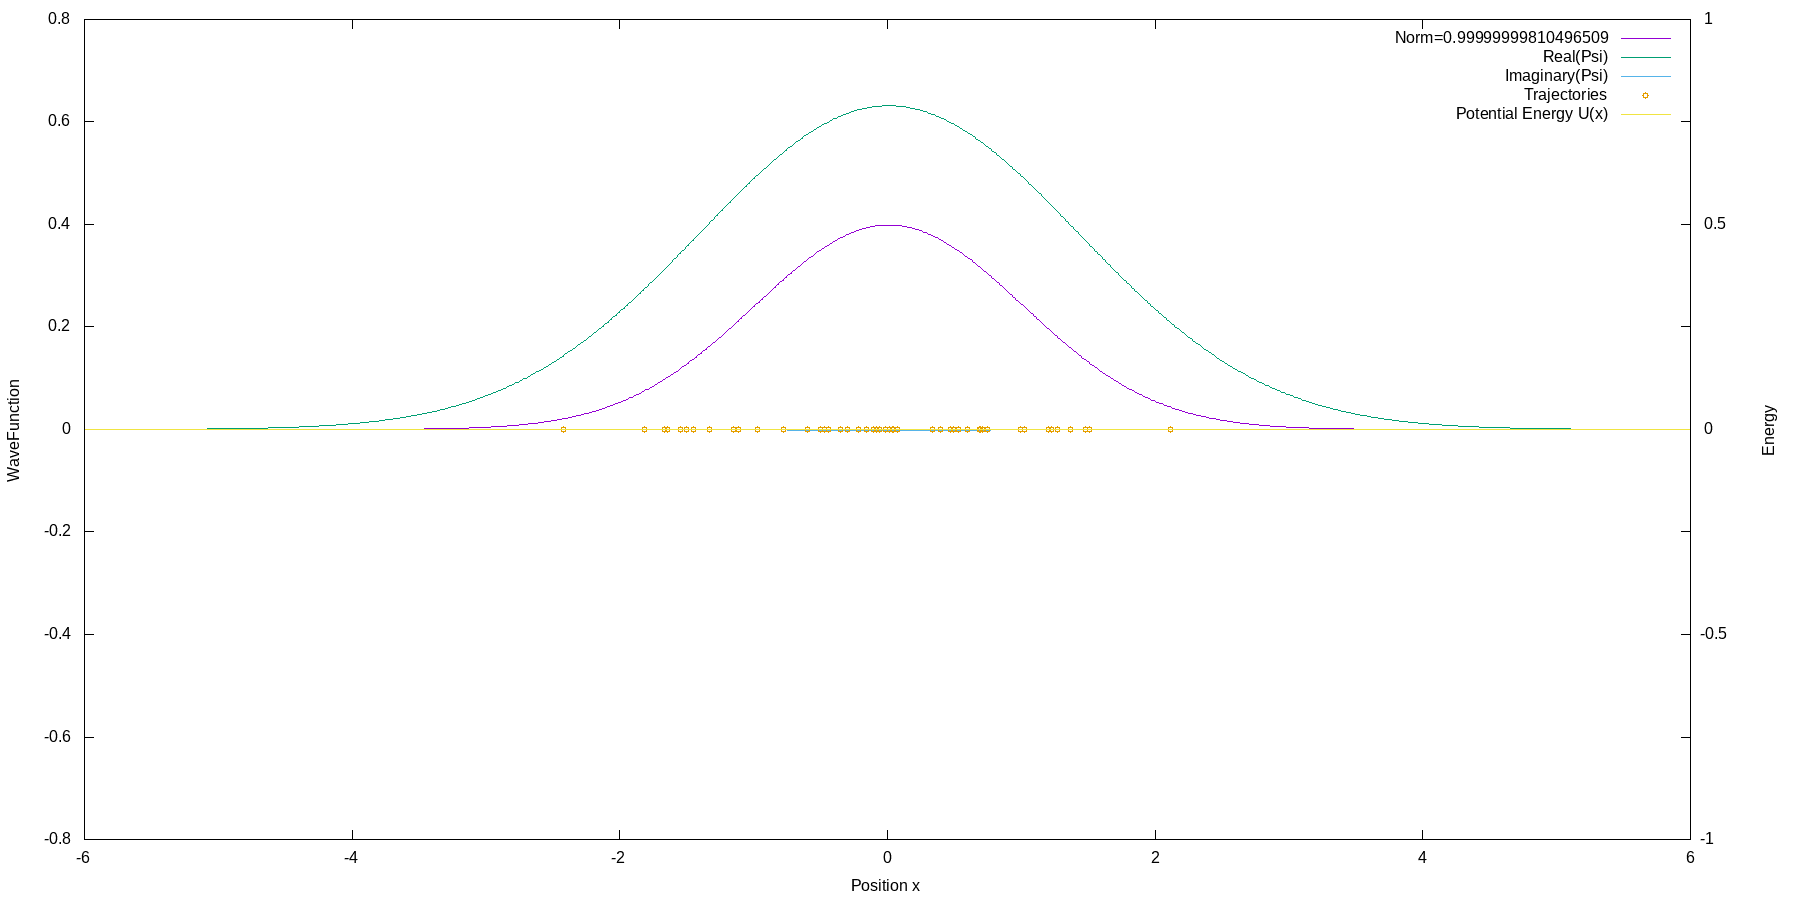 0.8
0.6
0.4
0.2
0
-0.2
-0.4
-0.6
-0.8
WaveFunction
-6
-4
-2
0
2
4
6
Position x
1
0.5
0
-0.5
-1
Energy
Norm=0.99999999810496509
Real(Psi)
Imaginary(Psi)
Trajectories
Potential Energy U(x)